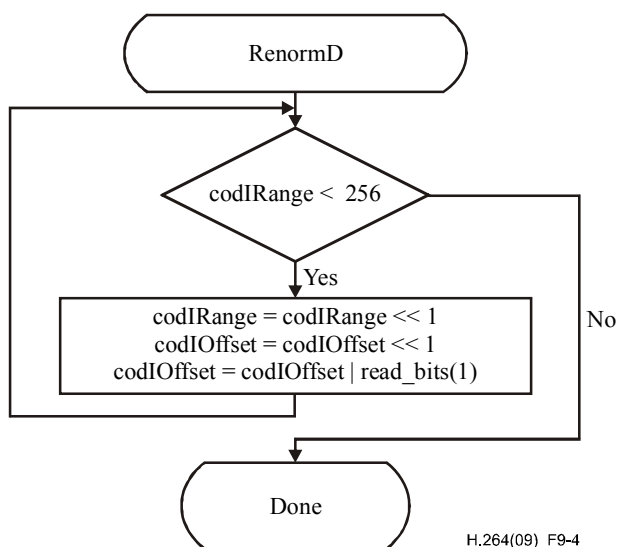 RenormD
codIRange < 256
Yes
codIRange = codIRange << 1
codIOffset = codIOffset << 1
codIOffset = codIOffset | read_bits(1)
No
Done
H.264(09)_F9-4